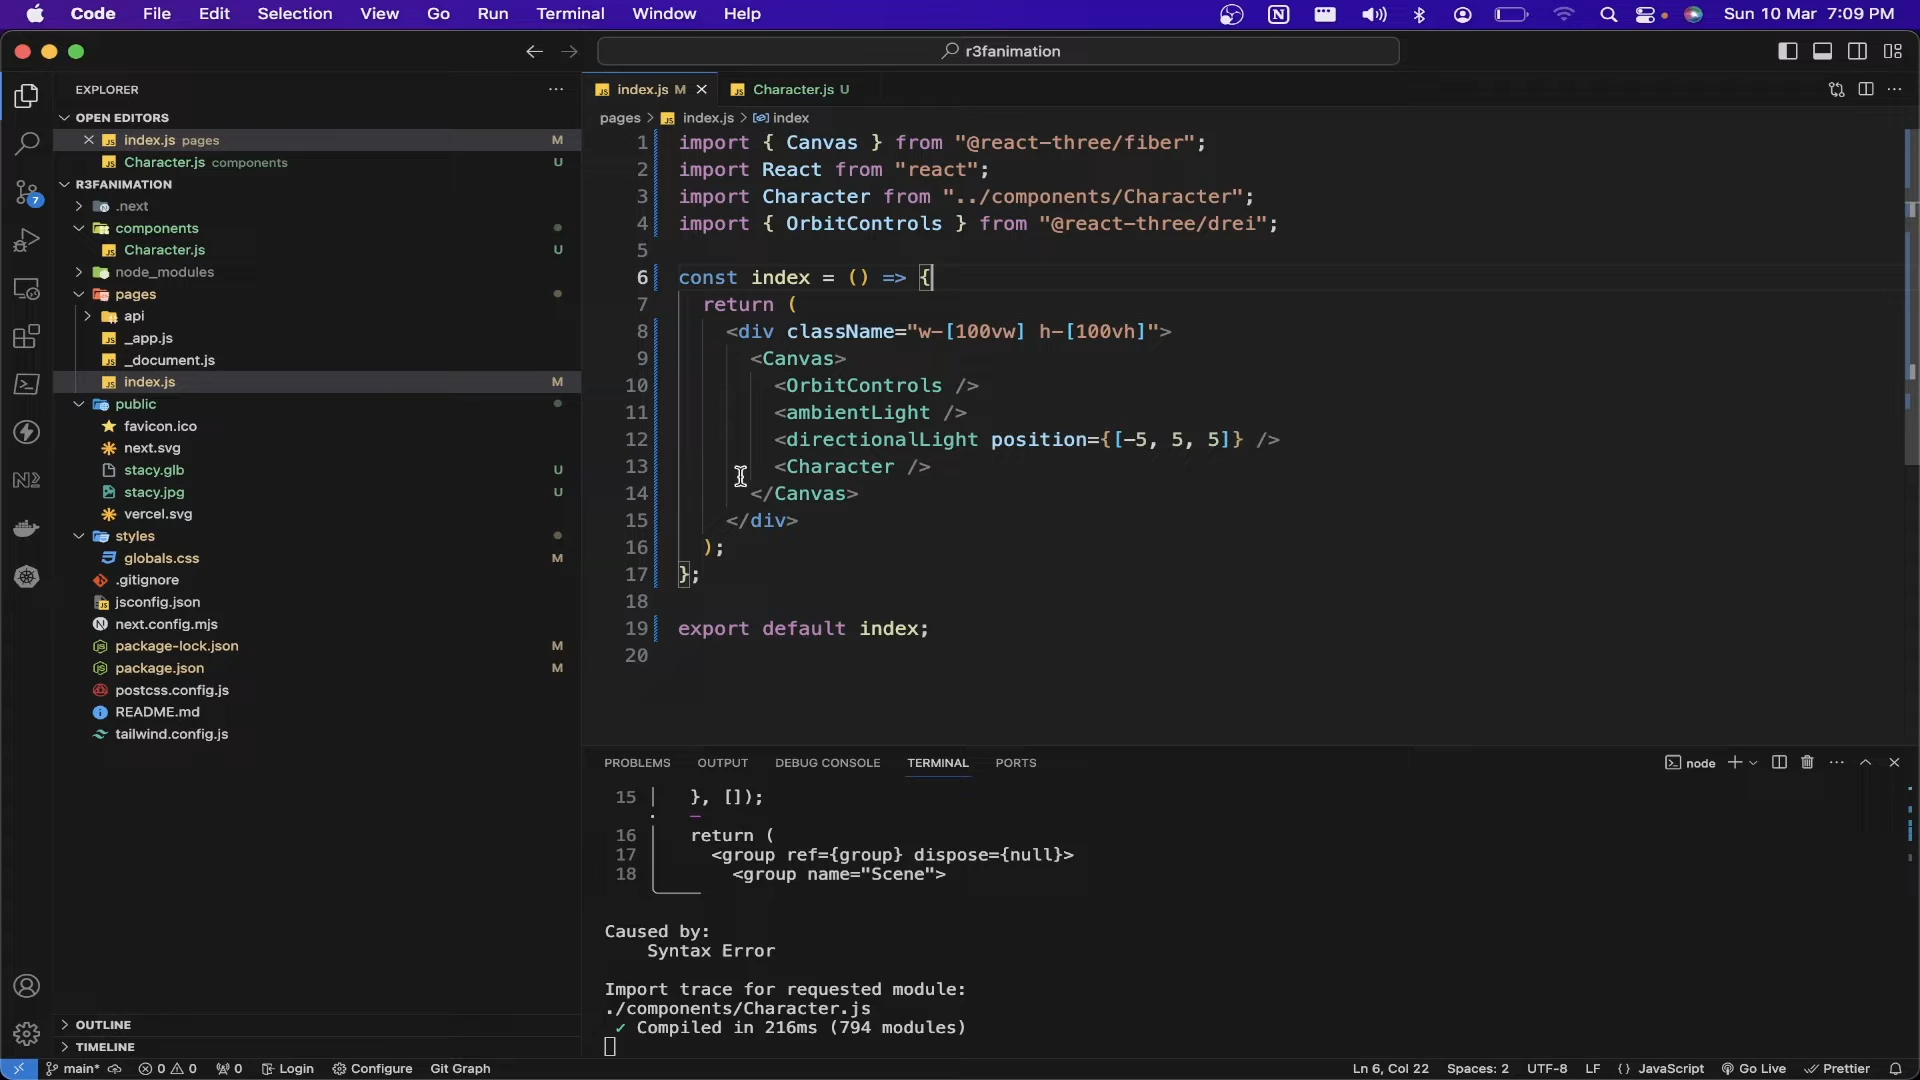 Code File Edit Selection View Go Run Terminal Window Help Sun 10 Mar 7:09 PM
r3fanimation
EXPLORER
OPEN EDITORS
index.js pages M
Character.js components U
R3FANIMATION
.next
components
Character.js U
node_modules
pages
api
_app.js
_document.js
index.js M
public
favicon.ico
next.svg
stacy.glb U
stacy.jpg U
vercel.svg
styles
globals.css M
.gitignore
jsconfig.json
next.config.mjs
package-lock.json M
package.json M
postcss.config.js
README.md
tailwind.config.js
OUTLINE
TIMELINE
7
index.js M Character.js U
pages > index.js > index
1 import { Canvas } from "@react-three/fiber";
2 import React from "react";
3 import Character from "../components/Character";
4 import { OrbitControls } from "@react-three/drei";
5
6 const index = () => {
7 return (
8 <div className="w-[100vw] h-[100vh]">
9 <Canvas>
10 <OrbitControls />
11 <ambientLight />
12 <directionalLight position={[-5, 5, 5]} />
13 <Character />
14 </Canvas>
15 </div>
16 );
17 };
18
19 export default index;
20
PROBLEMS OUTPUT DEBUG CONSOLE TERMINAL PORTS node
15 | }, []);
16 return (
17 <group ref={group} dispose={null}>
18 <group name="Scene">
Caused by:
Syntax Error
Import trace for requested module:
./components/Character.js
✓ Compiled in 216ms (794 modules)
main* 0 0 0 Login Configure Git Graph Ln 6, Col 22 Spaces: 2 UTF-8 LF {} JavaScript Go Live Prettier